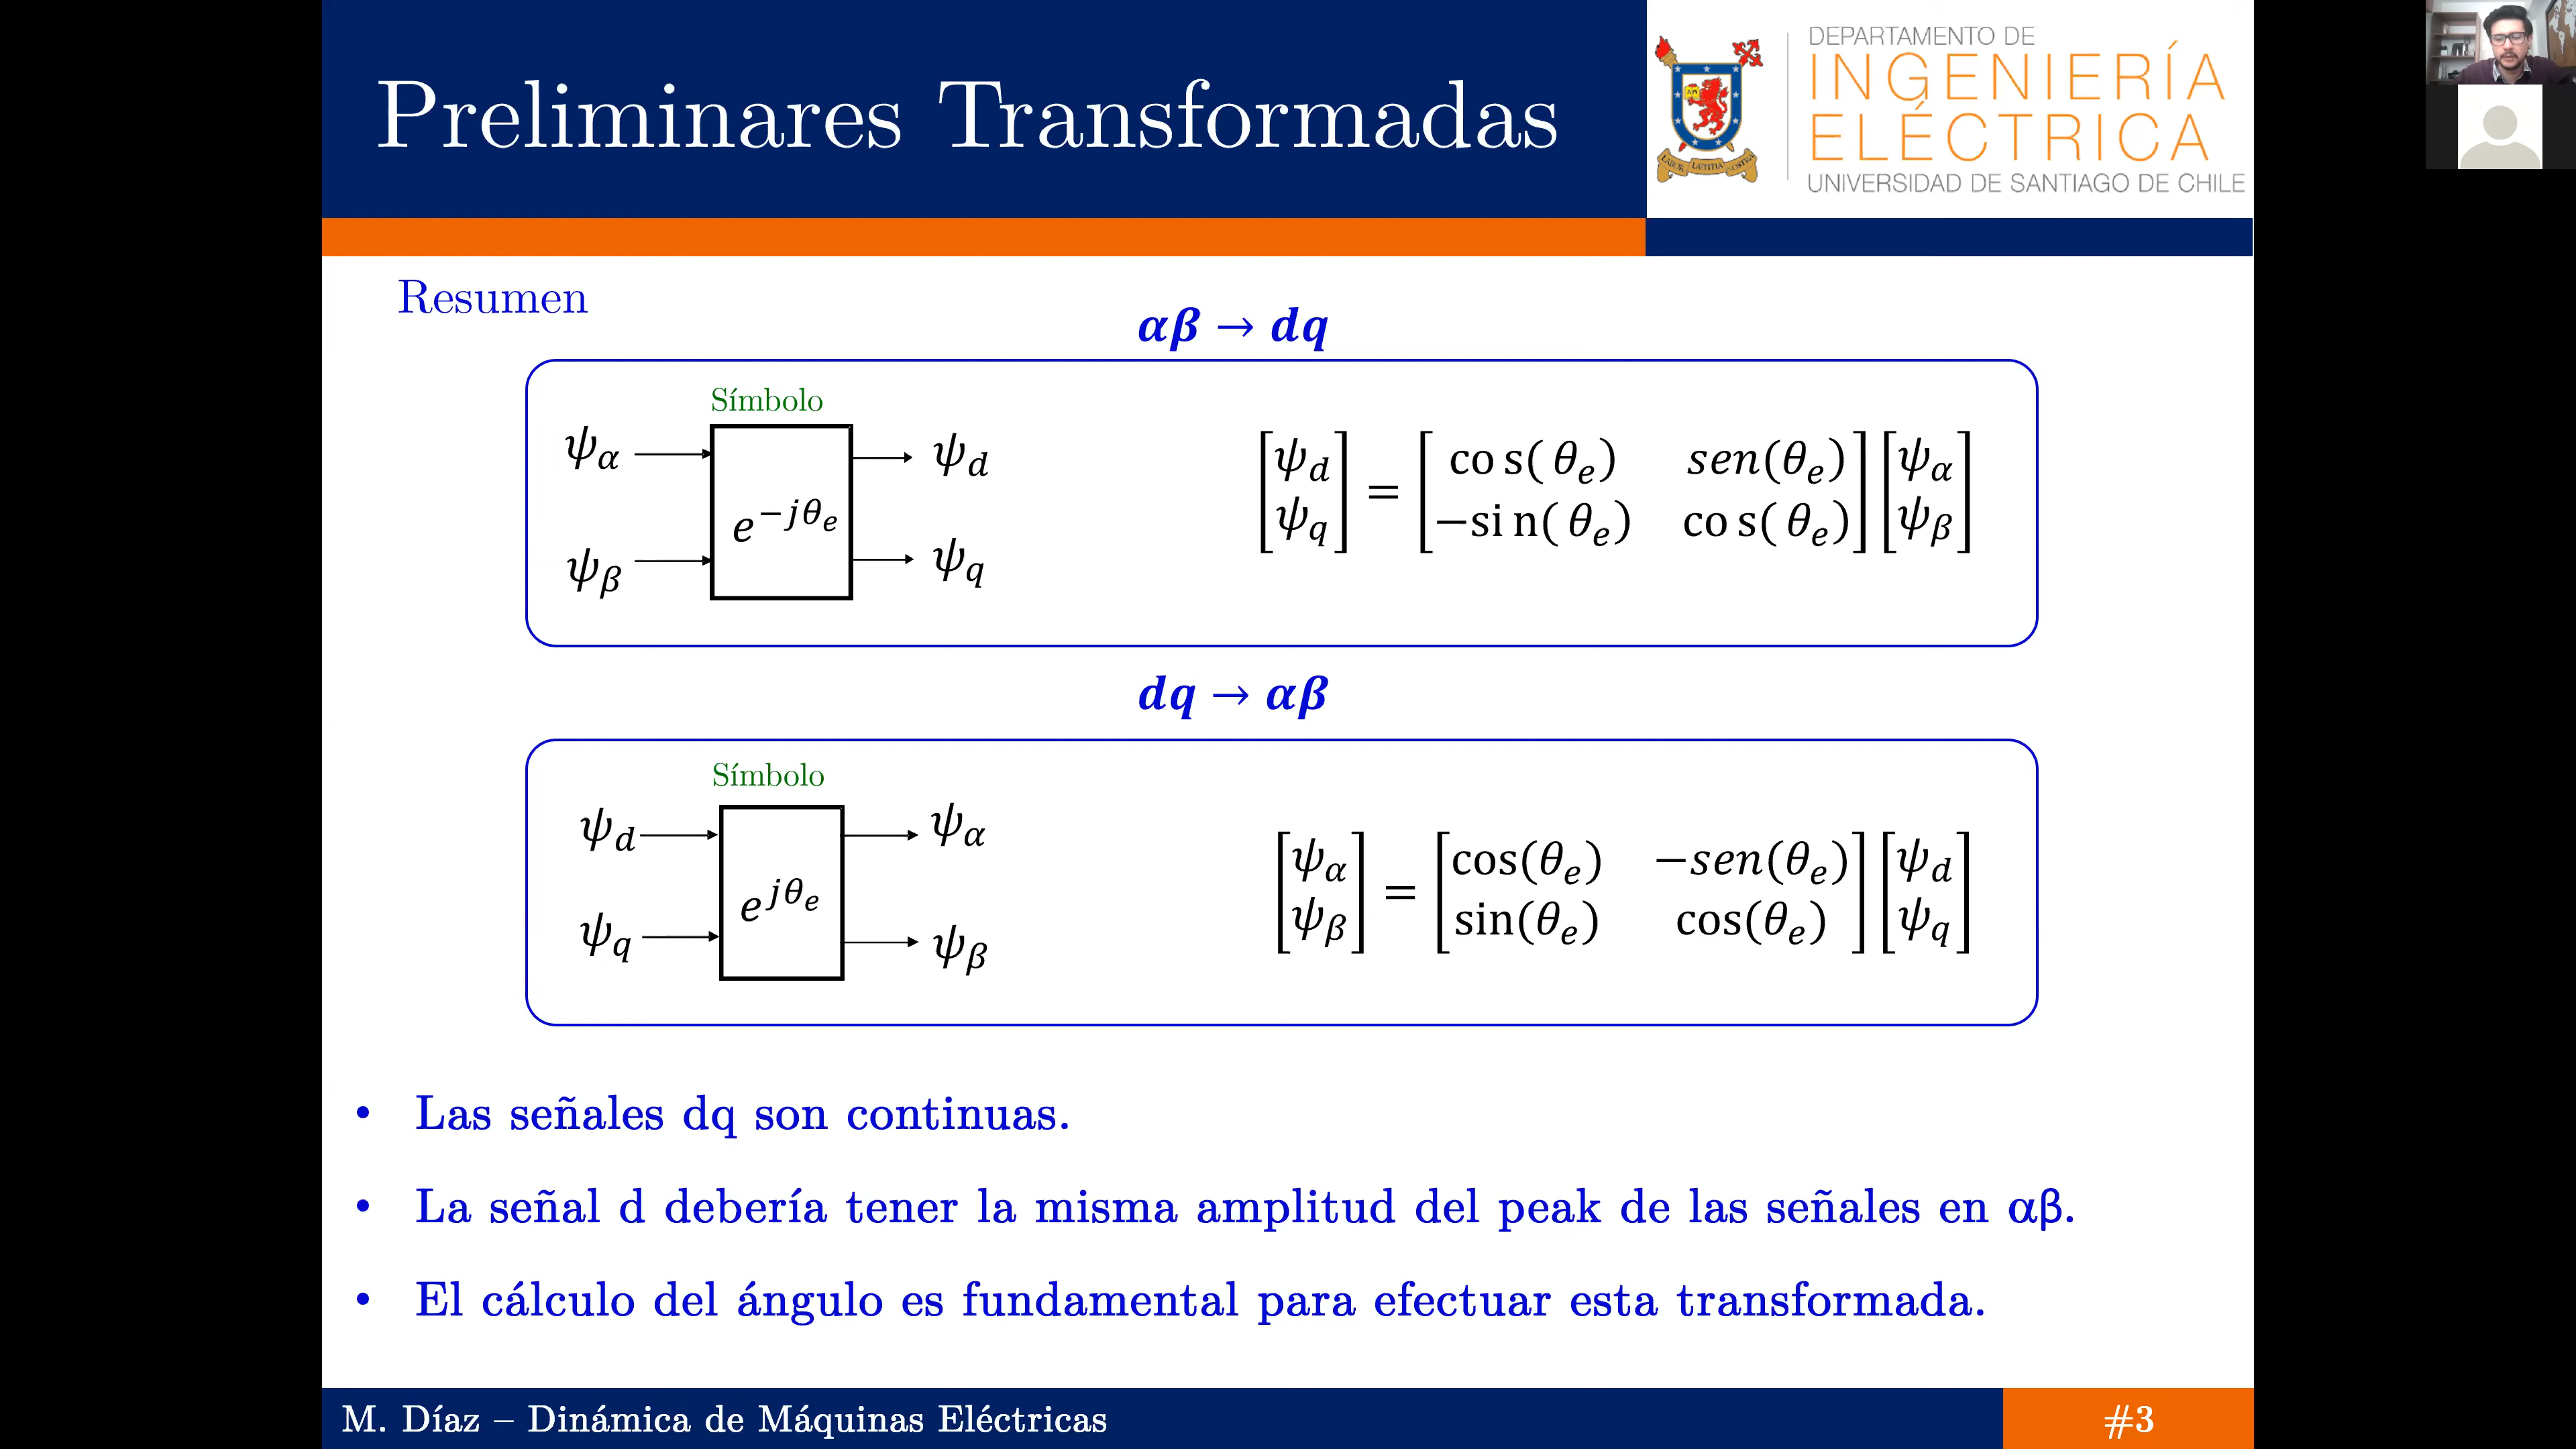 Preliminares Transformadas
DEPARTAMENTO DE
INGENIERÍA
ELÉCTRICA
UNIVERSIDAD DE SANTIAGO DE CHILE
LABOR LÆTITIA NOSTRA
Resumen
αβ → dq
Símbolo
ψα
ψβ
e^−jθe
ψd
ψq
[ψd ψq] = [cos(θe) sen(θe) −sin(θe) cos(θe)] [ψα ψβ]
dq → αβ
Símbolo
ψd
ψq
e^jθe
ψα
ψβ
[ψα ψβ] = [cos(θe) −sen(θe) sin(θe) cos(θe)] [ψd ψq]
• Las señales dq son continuas.
• La señal d debería tener la misma amplitud del peak de las señales en αβ.
• El cálculo del ángulo es fundamental para efectuar esta transformada.
M. Díaz – Dinámica de Máquinas Eléctricas
#3